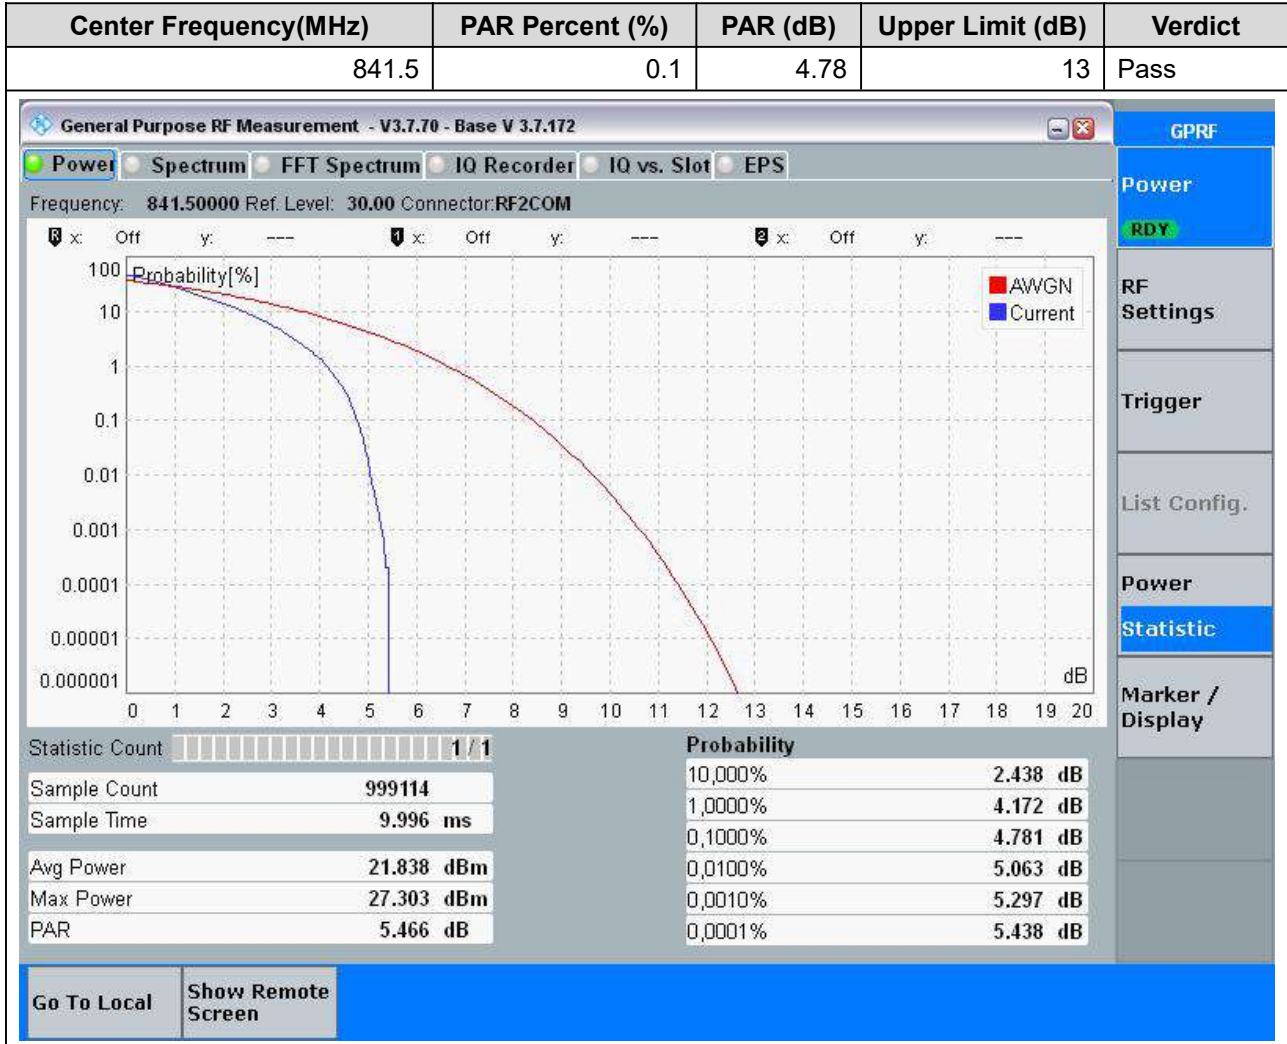 Center Frequency(MHz) PAR Percent (%) PAR (dB) Upper Limit (dB) Verdict
841.5 0.1 4.78 13 Pass
General Purpose RF Measurement - V3.7.70 - Base V 3.7.172
GPRF
Power Spectrum FFT Spectrum IQ Recorder IQ vs. Slot EPS
Frequency: 841.50000 Ref. Level: 30.00 Connector:RF2COM
R x: Off y: --- 1 x: Off y: --- 2 x: Off y: ---
Probability[%]
AWGN
Current
100
10
1
0.1
0.01
0.001
0.0001
0.00001
0.000001
dB
0 1 2 3 4 5 6 7 8 9 10 11 12 13 14 15 16 17 18 19 20
Statistic Count 1 / 1
Sample Count 999114
Sample Time 9.996 ms
Avg Power 21.838 dBm
Max Power 27.303 dBm
PAR 5.466 dB
Probability
10,000% 2.438 dB
1,0000% 4.172 dB
0,1000% 4.781 dB
0,0100% 5.063 dB
0,0010% 5.297 dB
0,0001% 5.438 dB
Power
RDY
RF
Settings
Trigger
List Config.
Power
Statistic
Marker /
Display
Go To Local
Show Remote
Screen